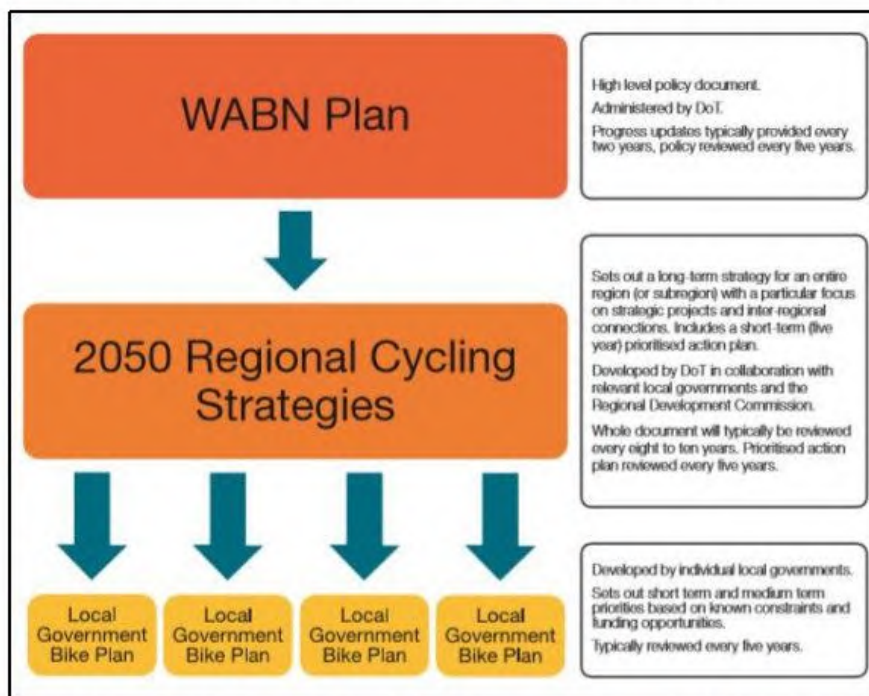 WABN Plan
High level policy document.
Administered by DoT.
Progress updates typically provided every
two years, policy reviewed every five years.
2050 Regional Cycling
Strategies
Sets out a long-term strategy for an entire
region (or subregion) with a particular focus
on strategic projects and inter-regional
connections. Includes a short-term (five
year) prioritised action plan.
Developed by DoT in collaboration with
relevant local governments and the
Regional Development Commission.
Whole document will typically be reviewed
every eight to ten years. Prioritised action
plan reviewed every five years.
Local
Government
Bike Plan
Local
Government
Bike Plan
Local
Government
Bike Plan
Local
Government
Bike Plan
Developed by individual local governments.
Sets out short term and medium term
priorities based on known constraints and
funding opportunities.
Typically reviewed every five years.